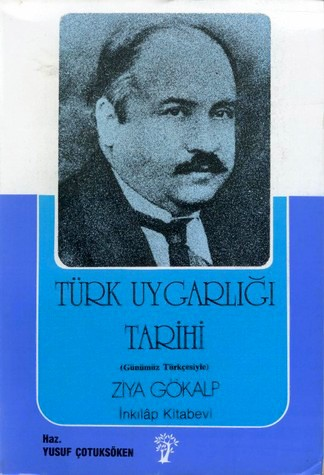 TÜRK UYGARLIĞI
TARİHİ
(Günümüz Türkçesiyle)
ZİYA GÖKALP
İnkılâp Kitabevi
Haz.
YUSUF ÇOTUKSÖKEN